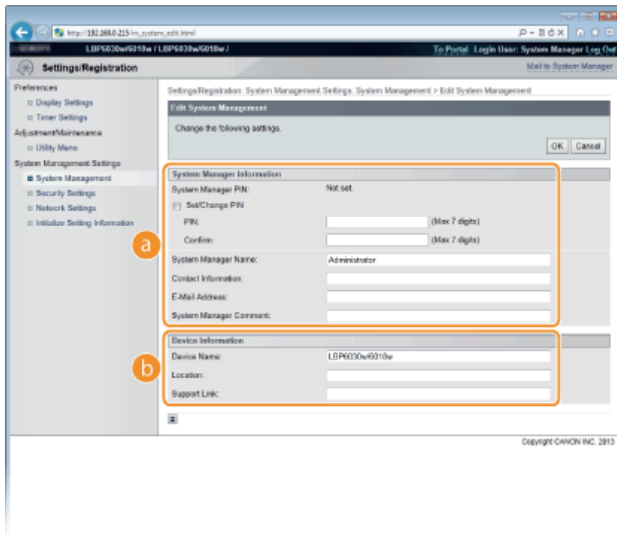 http://192.168.0.215/m_system_edit.html
LBP6030w/6018w / LBP6030w/6018w /
To Portal Login User: System Manager Log Out
Settings/Registration
Mail to System Manager
Preferences
Display Settings
Timer Settings
Adjustment/Maintenance
Utility Menu
System Management Settings
System Management
Security Settings
Network Settings
Initialize Setting Information
Settings/Registration: System Management Settings: System Management > Edit System Management
Edit System Management
Change the following settings.
OK Cancel
a
System Manager Information
System Manager PIN: Not set.
Set/Change PIN
PIN: (Max 7 digits)
Confirm: (Max 7 digits)
System Manager Name: Administrator
Contact Information:
E-Mail Address:
System Manager Comment:
b
Device Information
Device Name: LBP6030w/6018w
Location:
Support Link:
Copyright CANON INC. 2013